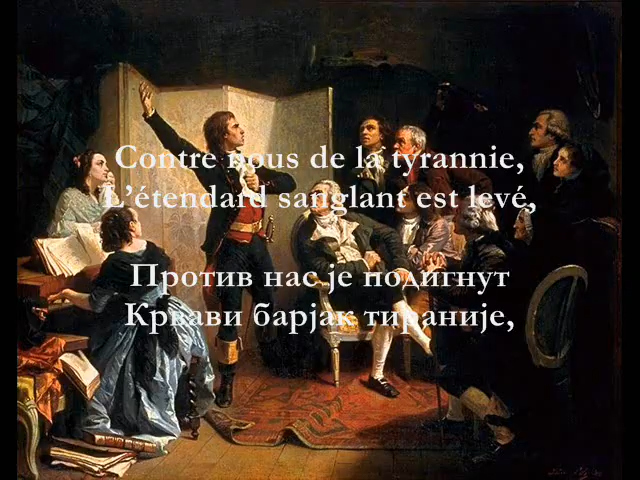 Contre nous de la tyrannie,
L'étendard sanglant est levé,
Против нас је подигнут
Крвави барјак тираније,